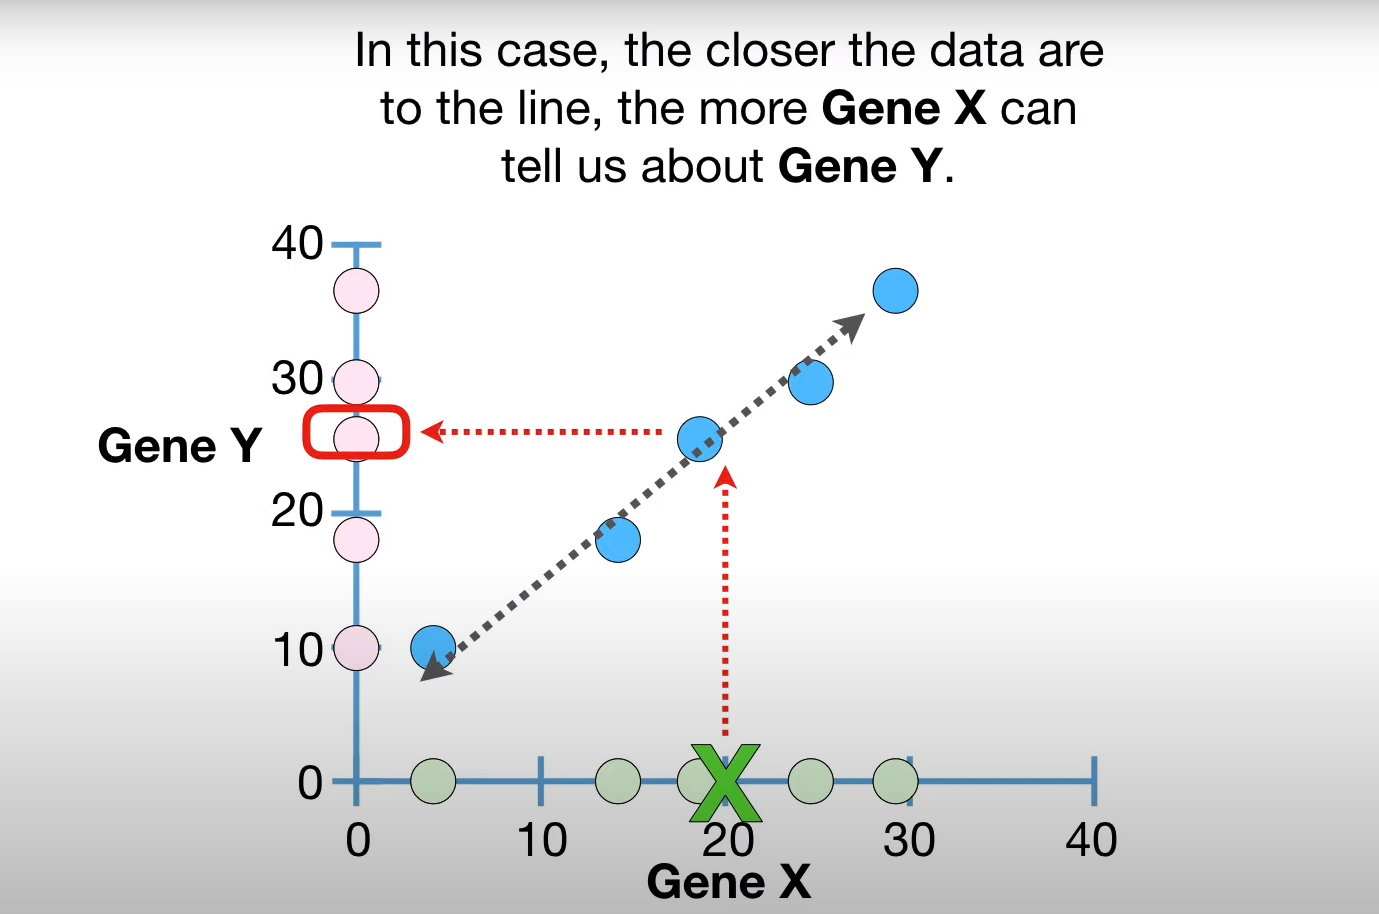 In this case, the closer the data are
to the line, the more Gene X can
tell us about Gene Y.
40
30
Gene Y
20
10
0
X
0 10 20 30 40
Gene X